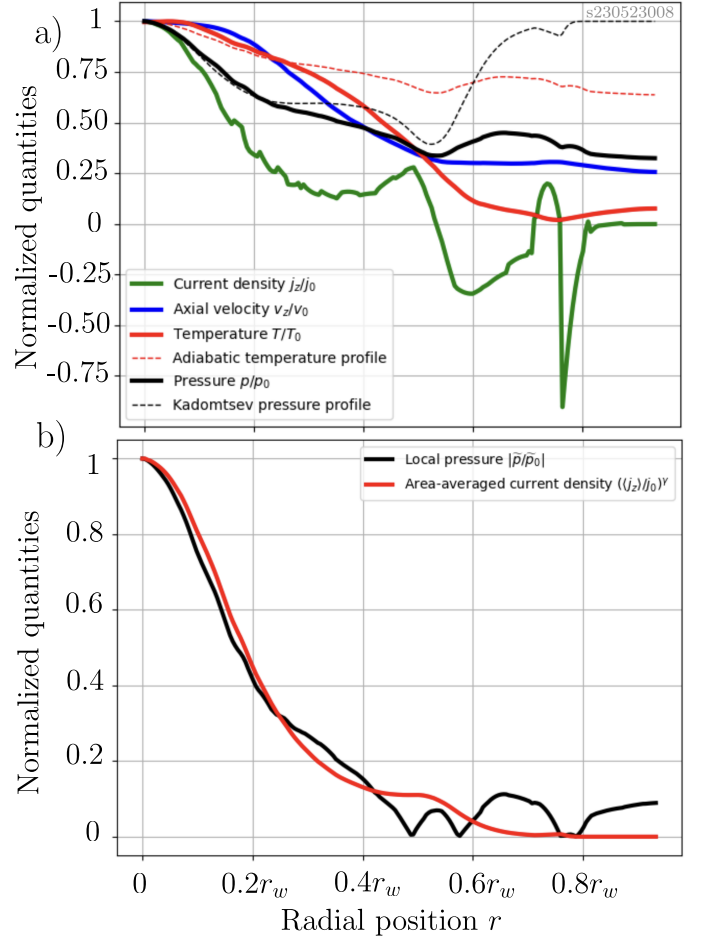 s230523008
a)
1
0.75
0.50
0.25
0
-0.25
-0.50
-0.75
Normalized quantities
Current density j_z/j_0
Axial velocity v_z/v_0
Temperature T/T_0
Adiabatic temperature profile
Pressure p/p_0
Kadomtsev pressure profile
b)
1
0.8
0.6
0.4
0.2
0
Normalized quantities
Local pressure |p̃/p̃_0|
Area-averaged current density (⟨j_z⟩/j_0)^γ
0 0.2r_w 0.4r_w 0.6r_w 0.8r_w
Radial position r